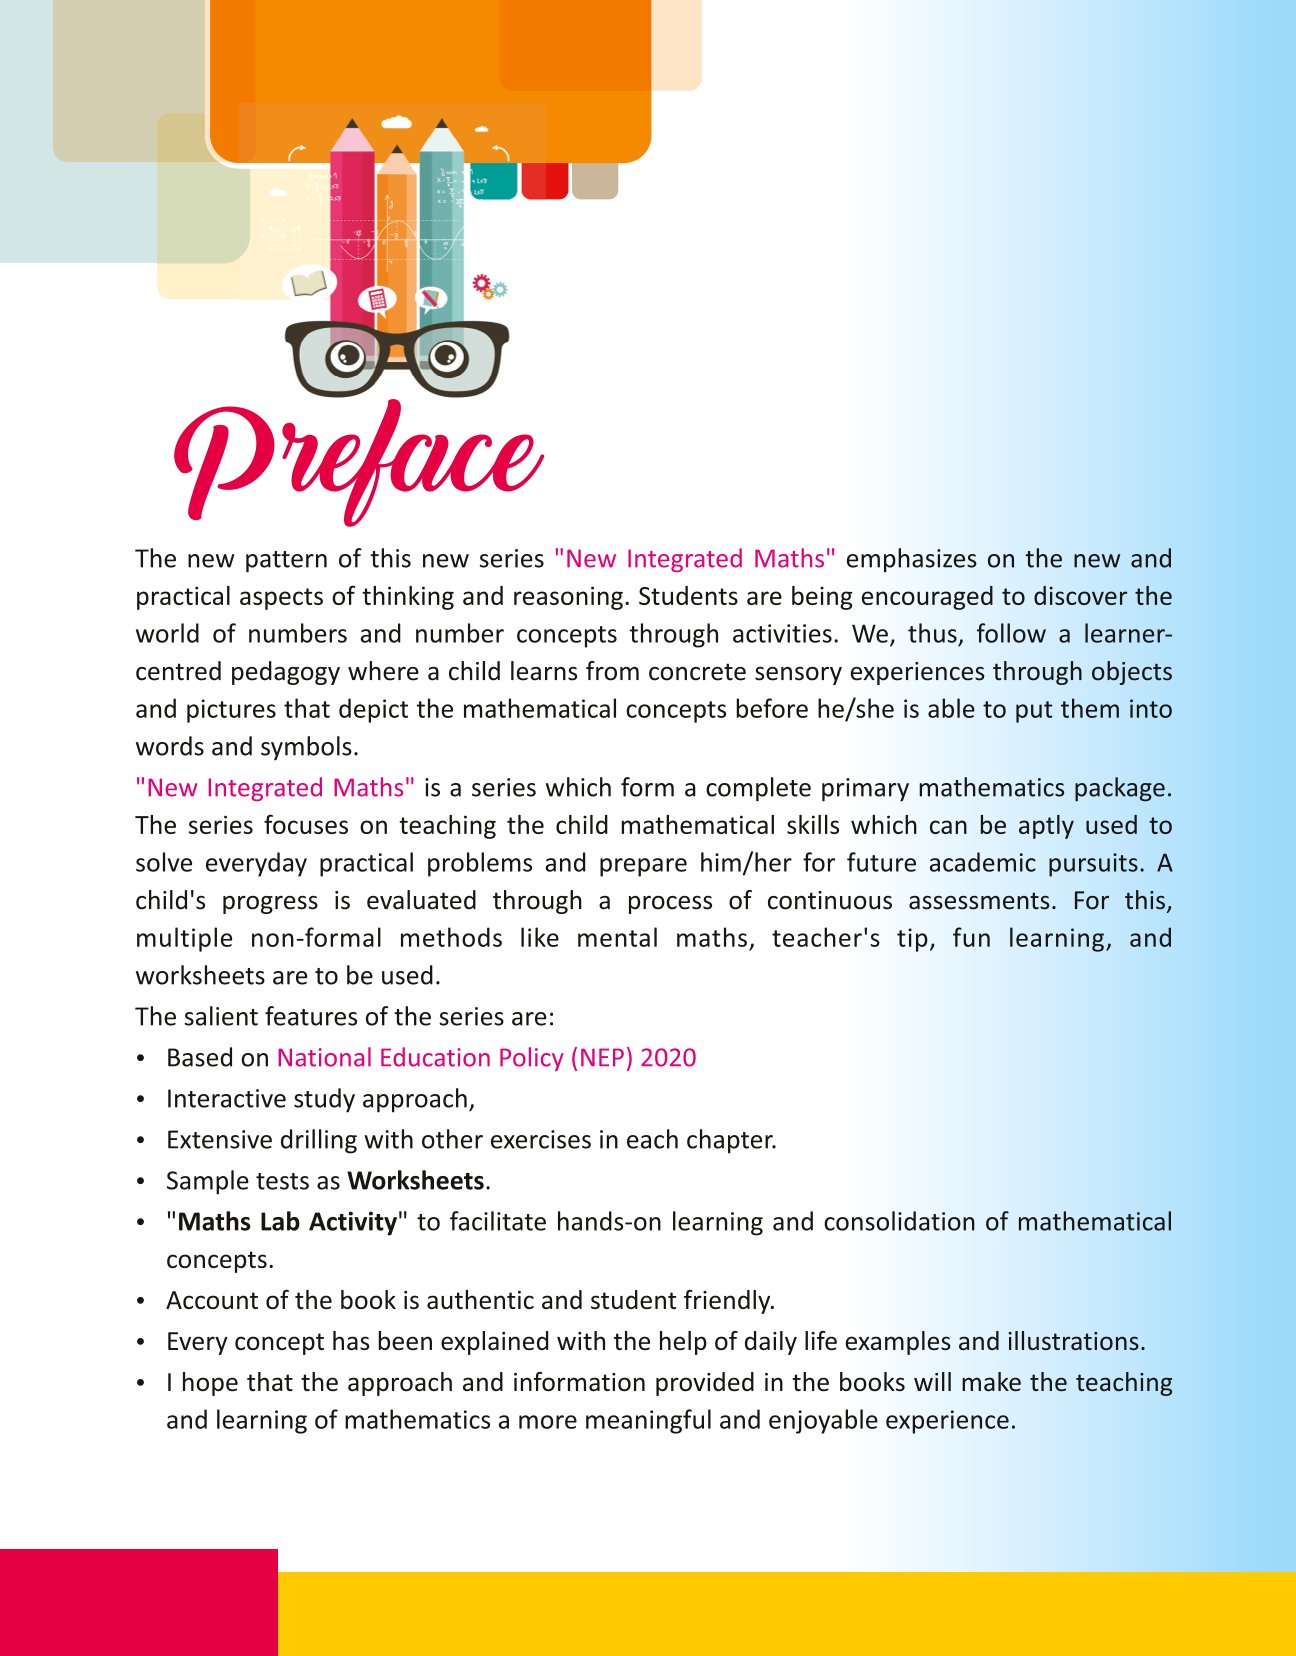 Preface
The new pattern of this new series "New Integrated Maths" emphasizes on the new and
practical aspects of thinking and reasoning. Students are being encouraged to discover the
world of numbers and number concepts through activities. We, thus, follow a learner-
centred pedagogy where a child learns from concrete sensory experiences through objects
and pictures that depict the mathematical concepts before he/she is able to put them into
words and symbols.
"New Integrated Maths" is a series which form a complete primary mathematics package.
The series focuses on teaching the child mathematical skills which can be aptly used to
solve everyday practical problems and prepare him/her for future academic pursuits. A
child's progress is evaluated through a process of continuous assessments. For this,
multiple non-formal methods like mental maths, teacher's tip, fun learning, and
worksheets are to be used.
The salient features of the series are:
• Based on National Education Policy (NEP) 2020
• Interactive study approach,
• Extensive drilling with other exercises in each chapter.
• Sample tests as Worksheets.
• "Maths Lab Activity" to facilitate hands-on learning and consolidation of mathematical
concepts.
• Account of the book is authentic and student friendly.
• Every concept has been explained with the help of daily life examples and illustrations.
• I hope that the approach and information provided in the books will make the teaching
and learning of mathematics a more meaningful and enjoyable experience.